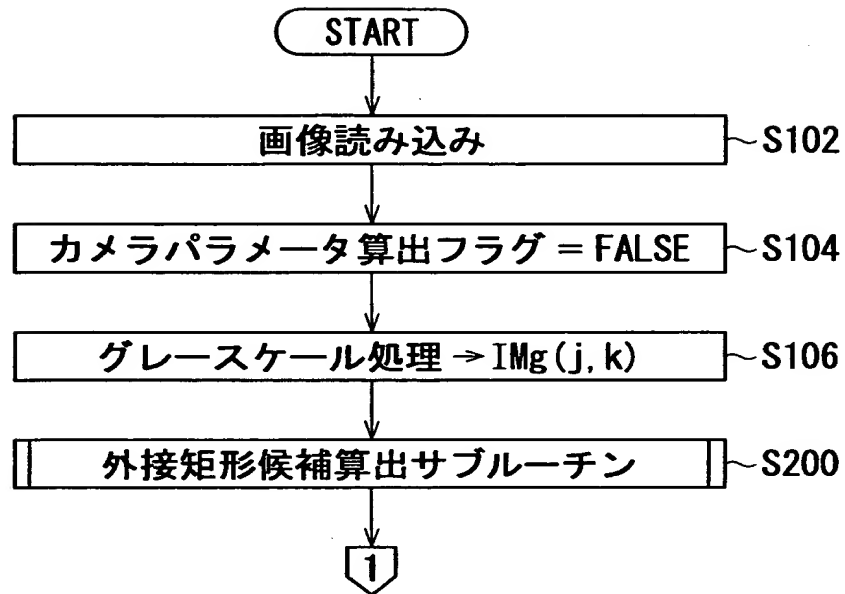 START
画像読み込み ~S102
カメラパラメータ算出フラグ = FALSE ~S104
グレースケール処理→IMg(j,k) ~S106
外接矩形候補算出サブルーチン ~S200
1